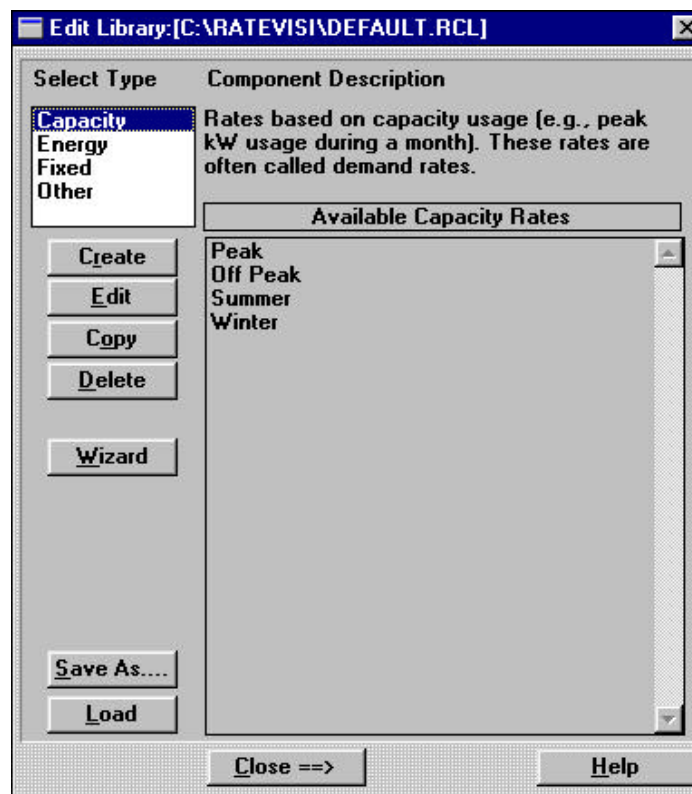 Edit Library:[C:\RATEVISI\DEFAULT.RCL]
Select Type
Component Description
Capacity
Energy
Fixed
Other
Rates based on capacity usage (e.g., peak
kW usage during a month). These rates are
often called demand rates.
Available Capacity Rates
Create
Edit
Copy
Delete
Wizard
Save As....
Load
Peak
Off Peak
Summer
Winter
Close ==>
Help